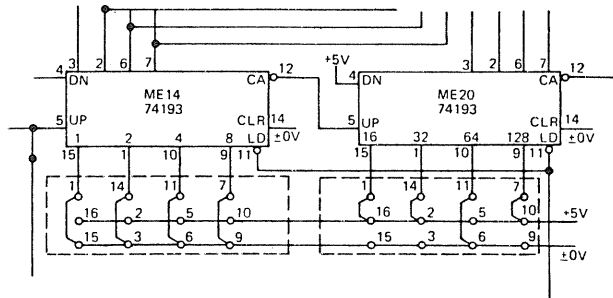 3 2 6 7 3 2 6 7
4 DN CA 12 +5V 4 DN CA
ME14 ME20
74193 74193
5 UP CLR 14 5 UP CLR 14
1 2 4 8 LD ±0V 16 32 64 128 LD ±0V
15 1 10 9 11 15 1 10 9 11
1 14 11 7 1 14 11 7
16 2 5 10 16 2 5 10 +5V
15 3 6 9 15 3 6 9 ±0V
12